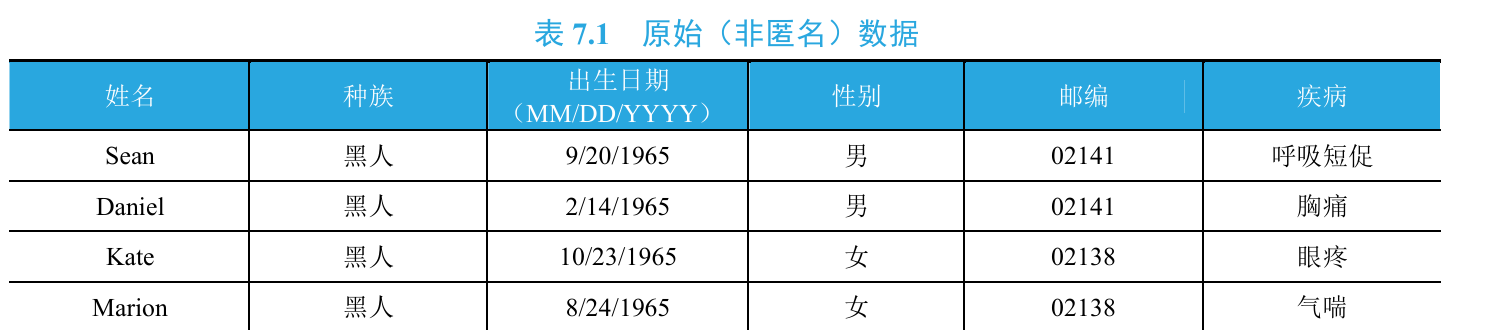 表 7.1 原始（非匿名）数据
姓名 种族 出生日期（MM/DD/YYYY） 性别 邮编 疾病
Sean 黑人 9/20/1965 男 02141 呼吸短促
Daniel 黑人 2/14/1965 男 02141 胸痛
Kate 黑人 10/23/1965 女 02138 眼疼
Marion 黑人 8/24/1965 女 02138 气喘